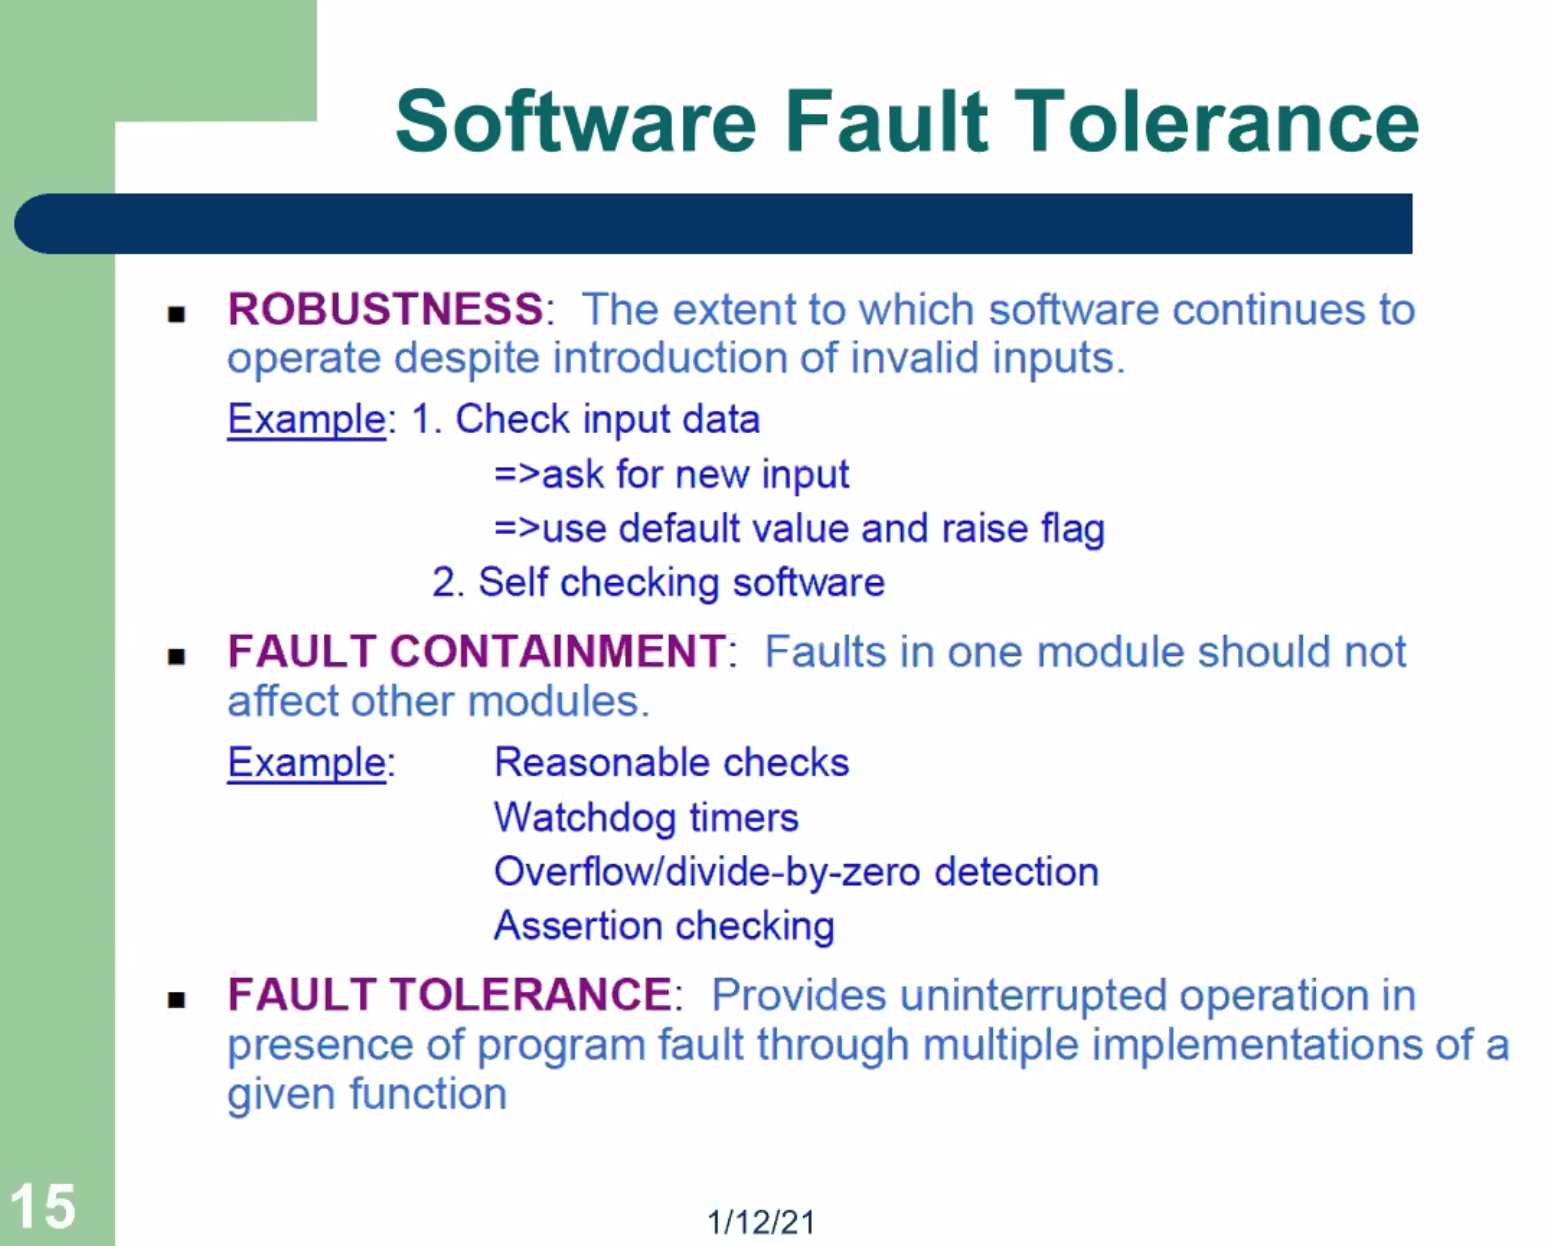 Software Fault Tolerance
▪ ROBUSTNESS: The extent to which software continues to
operate despite introduction of invalid inputs.
Example: 1. Check input data
=>ask for new input
=>use default value and raise flag
2. Self checking software
▪ FAULT CONTAINMENT: Faults in one module should not
affect other modules.
Example: Reasonable checks
Watchdog timers
Overflow/divide-by-zero detection
Assertion checking
▪ FAULT TOLERANCE: Provides uninterrupted operation in
presence of program fault through multiple implementations of a
given function
15
1/12/21